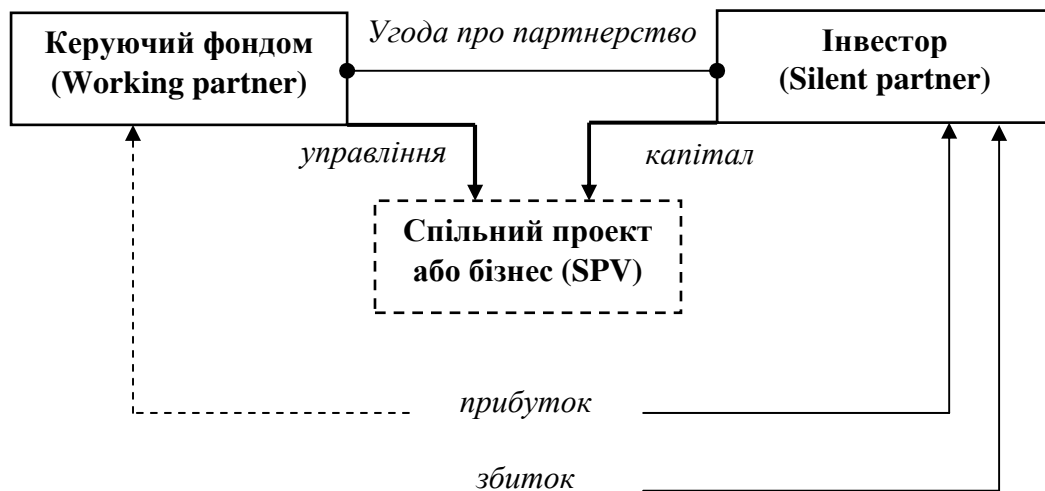 Керуючий фондом
(Working partner)
Угода про партнерство
Інвестор
(Silent partner)
управління
капітал
Спільний проект
або бізнес (SPV)
прибуток
збиток